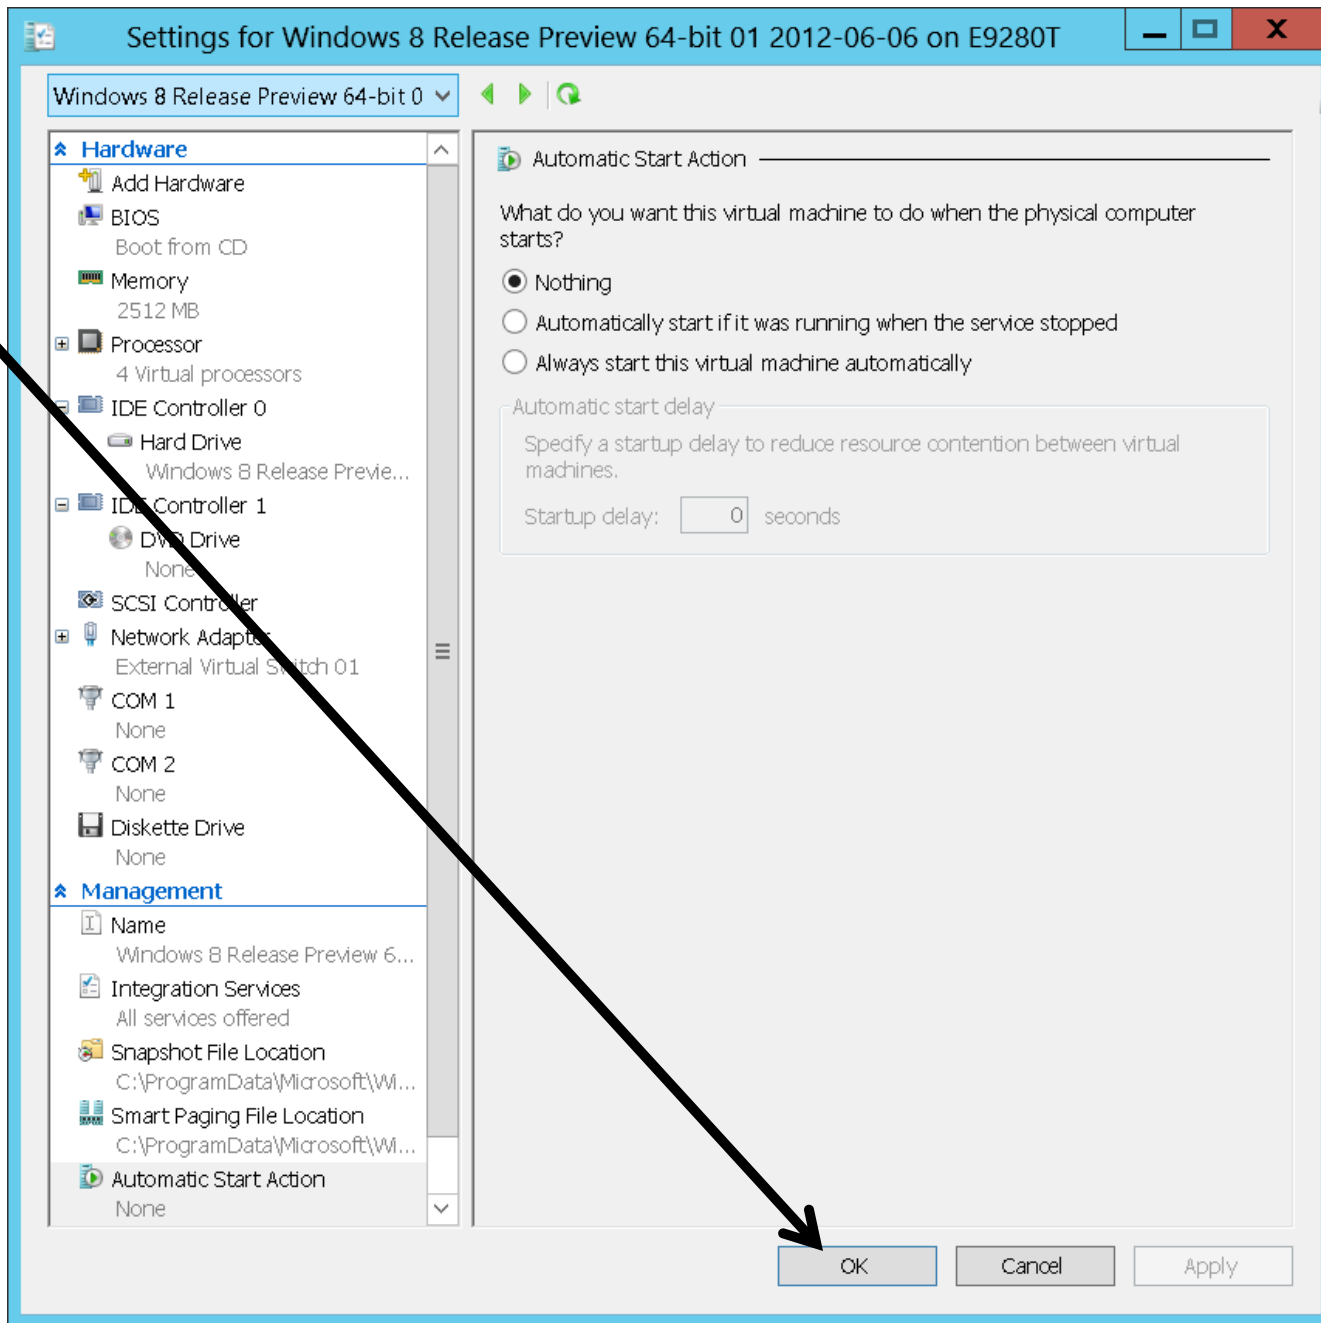 Settings for Windows 8 Release Preview 64-bit 01 2012-06-06 on E9280T
Windows 8 Release Preview 64-bit 0
Hardware
Add Hardware
BIOS
Boot from CD
Memory
2512 MB
Processor
4 Virtual processors
IDE Controller 0
Hard Drive
Windows 8 Release Previe...
IDE Controller 1
DVD Drive
None
SCSI Controller
Network Adapter
External Virtual Switch 01
COM 1
None
COM 2
None
Diskette Drive
None
Management
Name
Windows 8 Release Preview 6...
Integration Services
All services offered
Snapshot File Location
C:\ProgramData\Microsoft\Wi...
Smart Paging File Location
C:\ProgramData\Microsoft\Wi...
Automatic Start Action
None
Automatic Start Action
What do you want this virtual machine to do when the physical computer
starts?
Nothing
Automatically start if it was running when the service stopped
Always start this virtual machine automatically
Automatic start delay
Specify a startup delay to reduce resource contention between virtual
machines.
Startup delay: 0 seconds
OK Cancel Apply